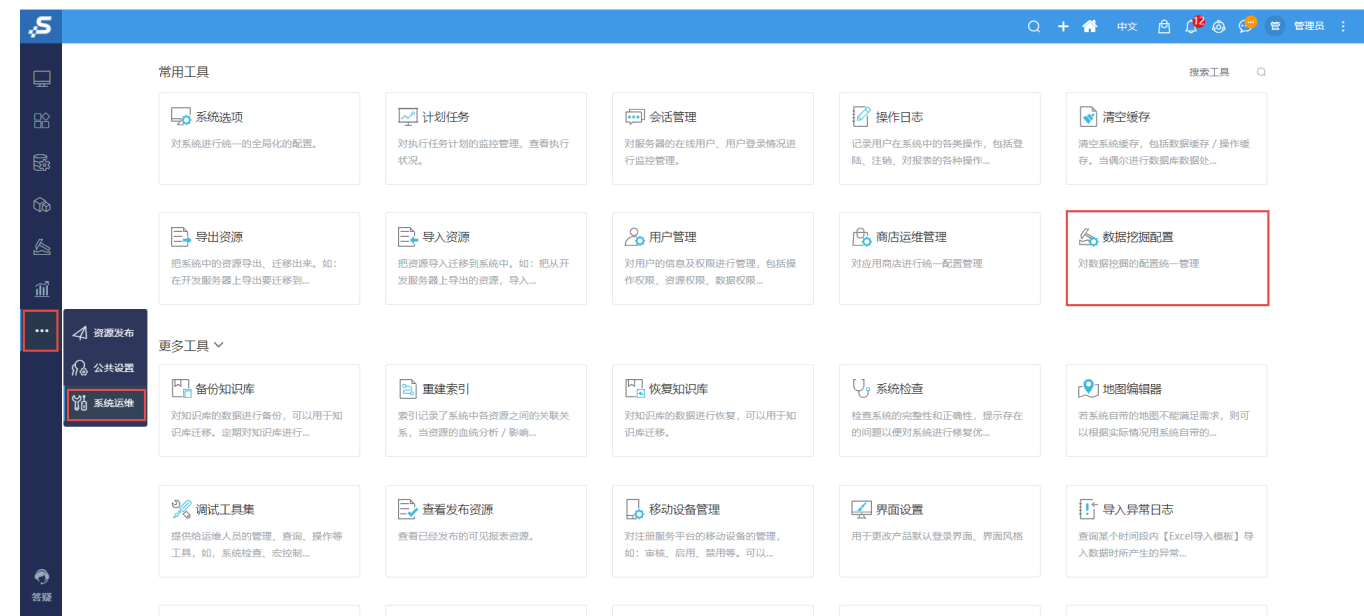 S
12
中文
管
管理员
常用工具
搜索工具
系统选项
对系统进行统一的全局化的配置。
计划任务
对执行任务计划的监控管理，查看执行
状况。
会话管理
对服务器的在线用户、用户登录情况进
行监控管理。
操作日志
记录用户在系统中的各类操作，包括登
陆、注销、对报表的各种操作...
清空缓存
清空系统缓存，包括数据缓存 / 操作缓
存。当偶尔进行数据库数据处...
导出资源
把系统中的资源导出、迁移出来。如：
在开发服务器上导出要迁移到...
导入资源
把资源导入迁移到系统中。如：把从开
发服务器上导出的资源，导入...
用户管理
对用户的信息及权限进行管理，包括操
作权限、资源权限、数据权限...
商店运维管理
对应用商店进行统一配置管理
数据挖掘配置
对数据挖掘的配置统一管理
资源发布
公共设置
系统运维
更多工具
备份知识库
对知识库的数据进行备份，可以用于知
识库迁移。定期对知识库进行...
重建索引
索引记录了系统中各资源之间的关联关
系，当资源的血统分析 / 影响...
恢复知识库
对知识库的数据进行恢复，可以用于知
识库迁移。
系统检查
检查系统的完整性和正确性，提示存在
的问题以便对系统进行修复优...
地图编辑器
若系统自带的地图不能满足需求，则可
以根据实际情况用系统自带的...
调试工具集
提供给运维人员的管理、查询、操作等
工具，如，系统检查、宏控制...
查看发布资源
查看已经发布的可见报表资源。
移动设备管理
对注册服务平台的移动设备的管理，
如：审核、启用、禁用等。可以...
界面设置
用于更改产品默认登录界面、界面风格
导入异常日志
查询某个时间段内【Excel导入模板】导
入数据时所产生的异常...
答疑